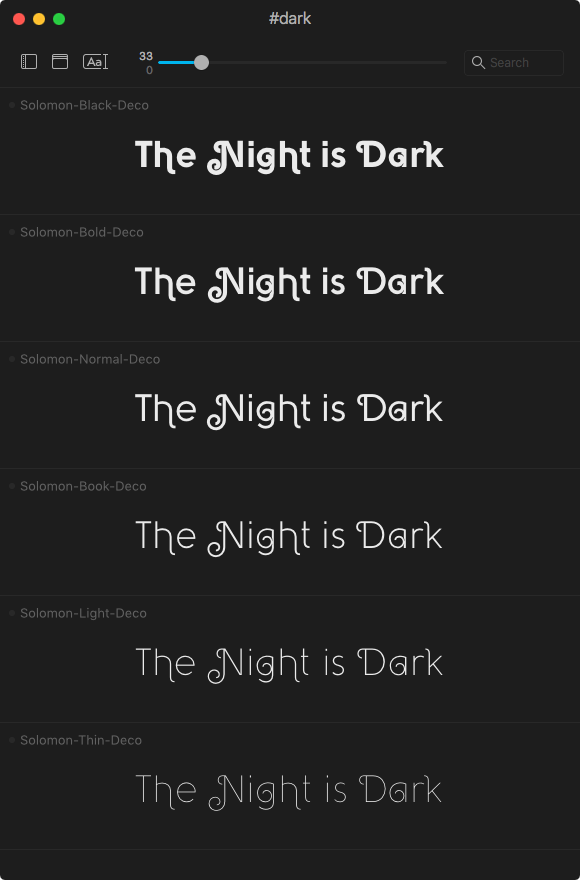 #dark
Aa
33
0
Search
Solomon-Black-Deco
The Night is Dark
Solomon-Bold-Deco
The Night is Dark
Solomon-Normal-Deco
The Night is Dark
Solomon-Book-Deco
The Night is Dark
Solomon-Light-Deco
The Night is Dark
Solomon-Thin-Deco
The Night is Dark